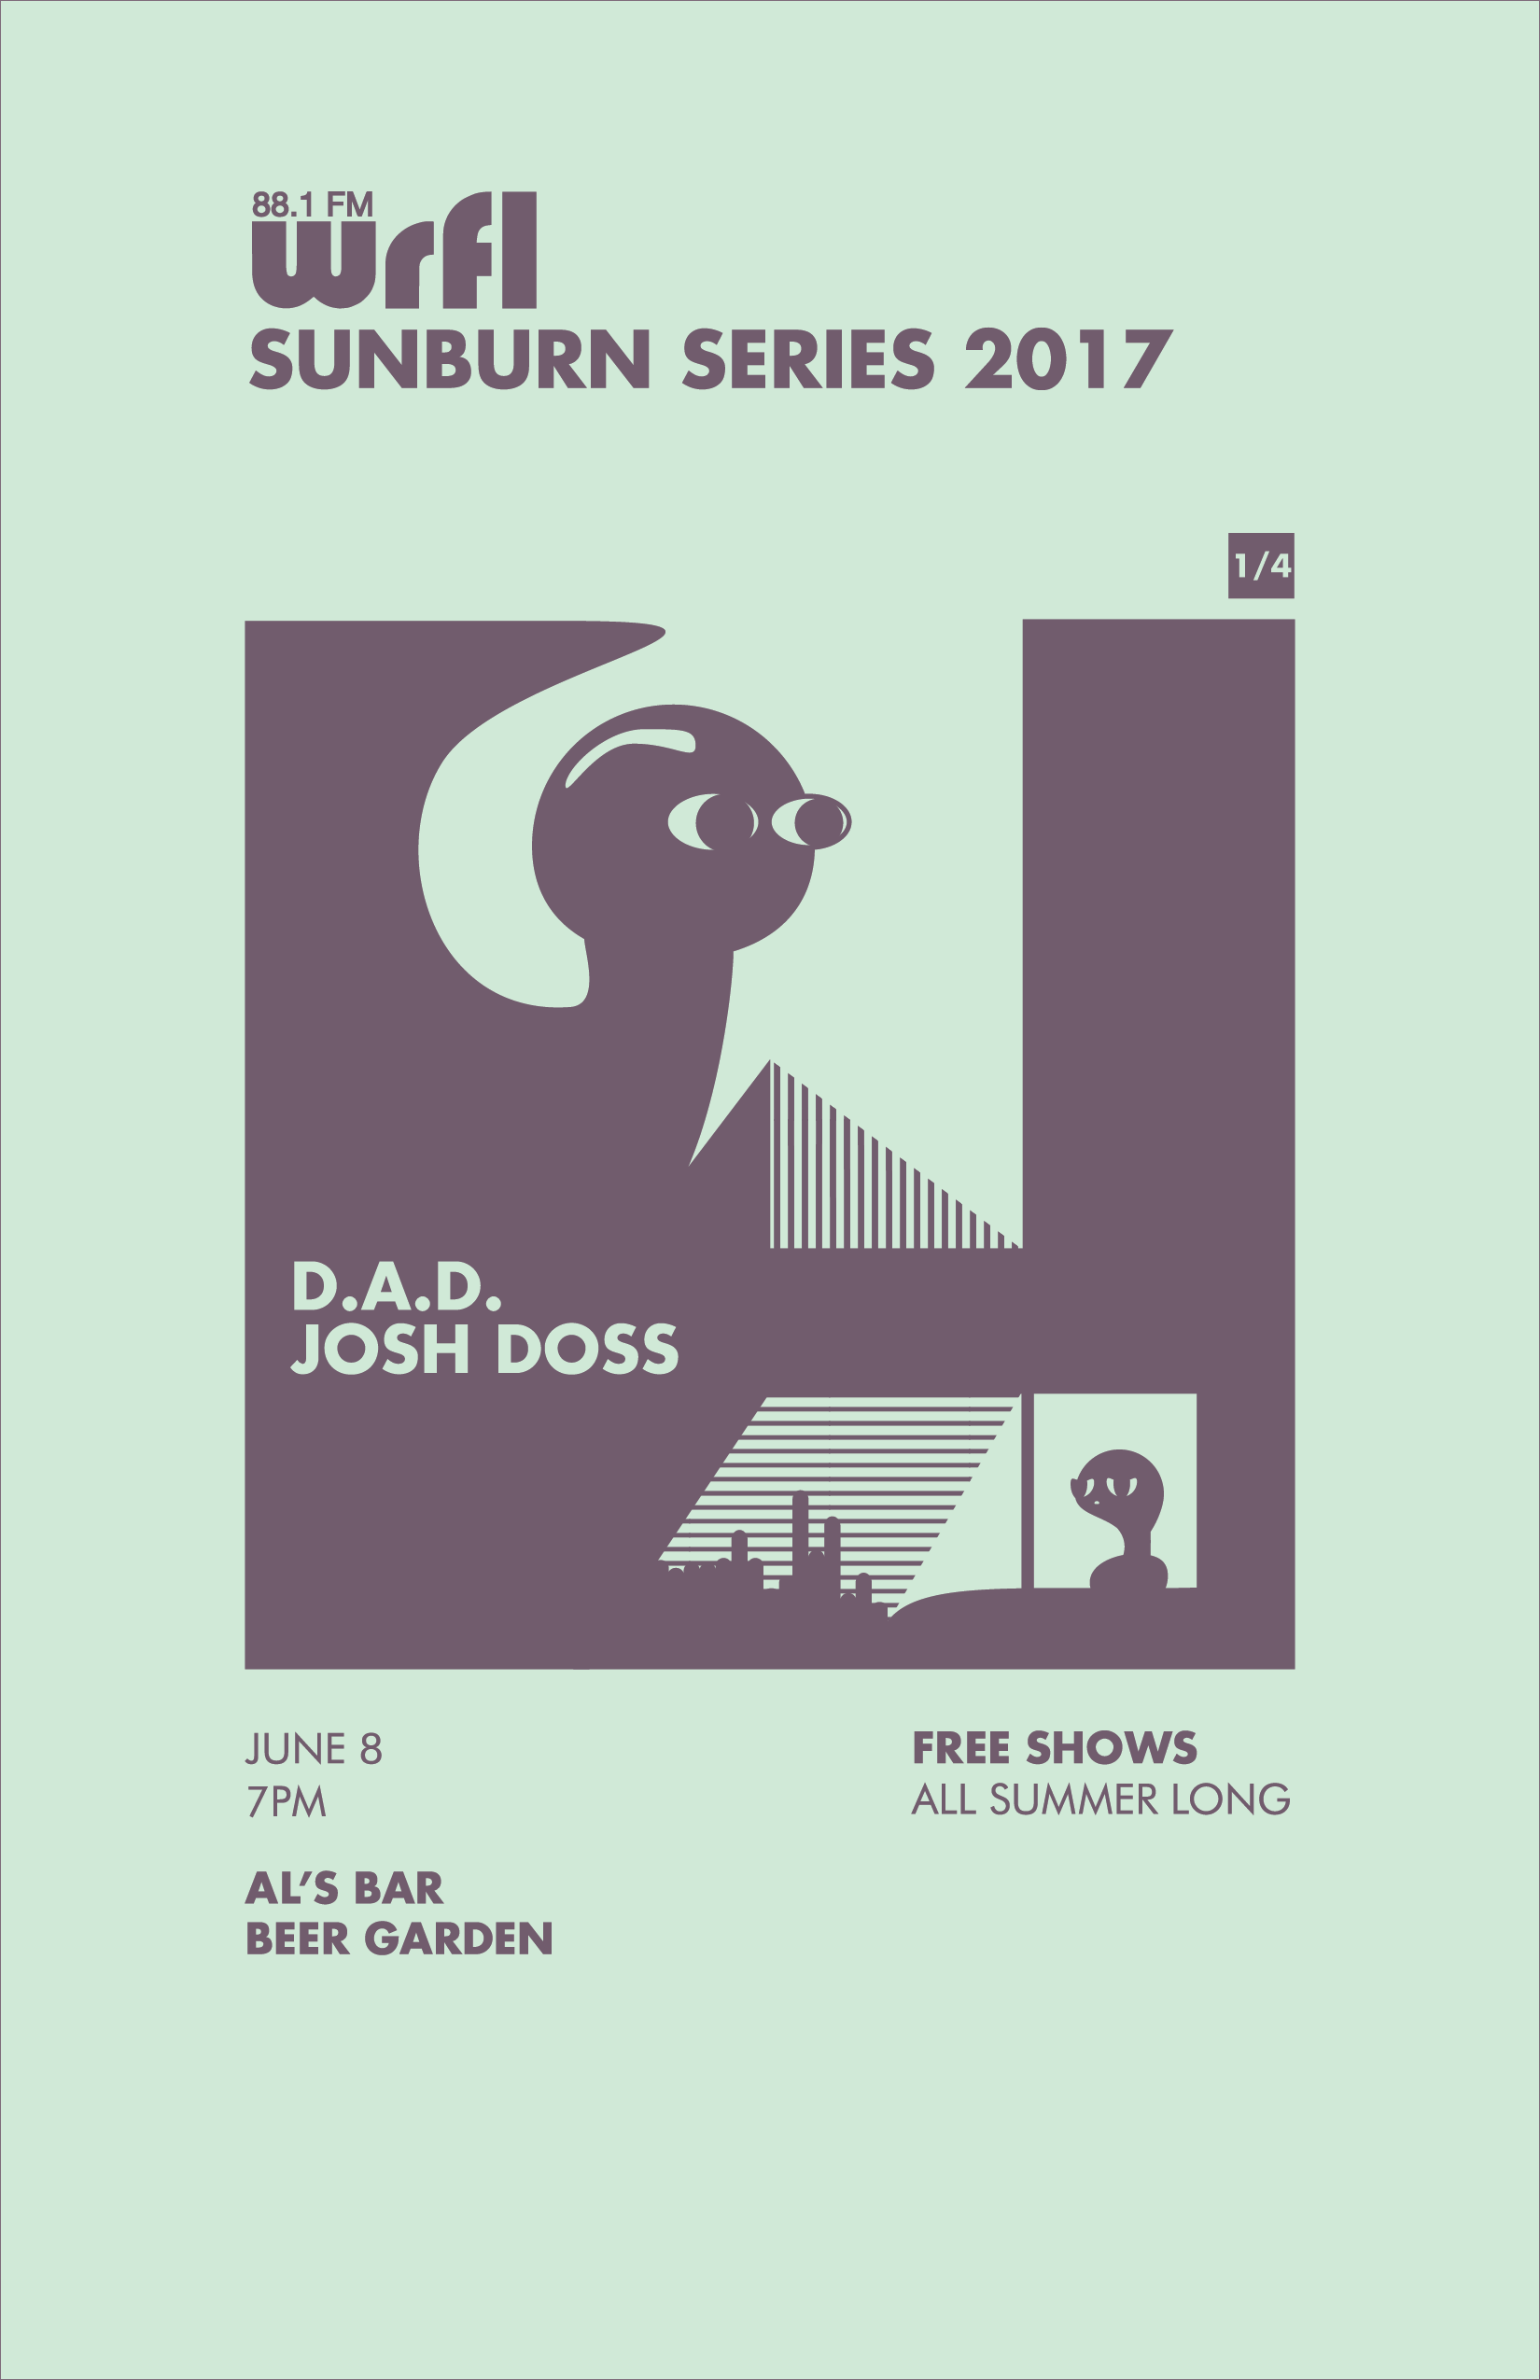 88.1 FM
wrfl
SUNBURN SERIES 2017
1/4
D.A.D.
JOSH DOSS
JUNE 8
7PM
AL'S BAR
BEER GARDEN
FREE SHOWS
ALL SUMMER LONG